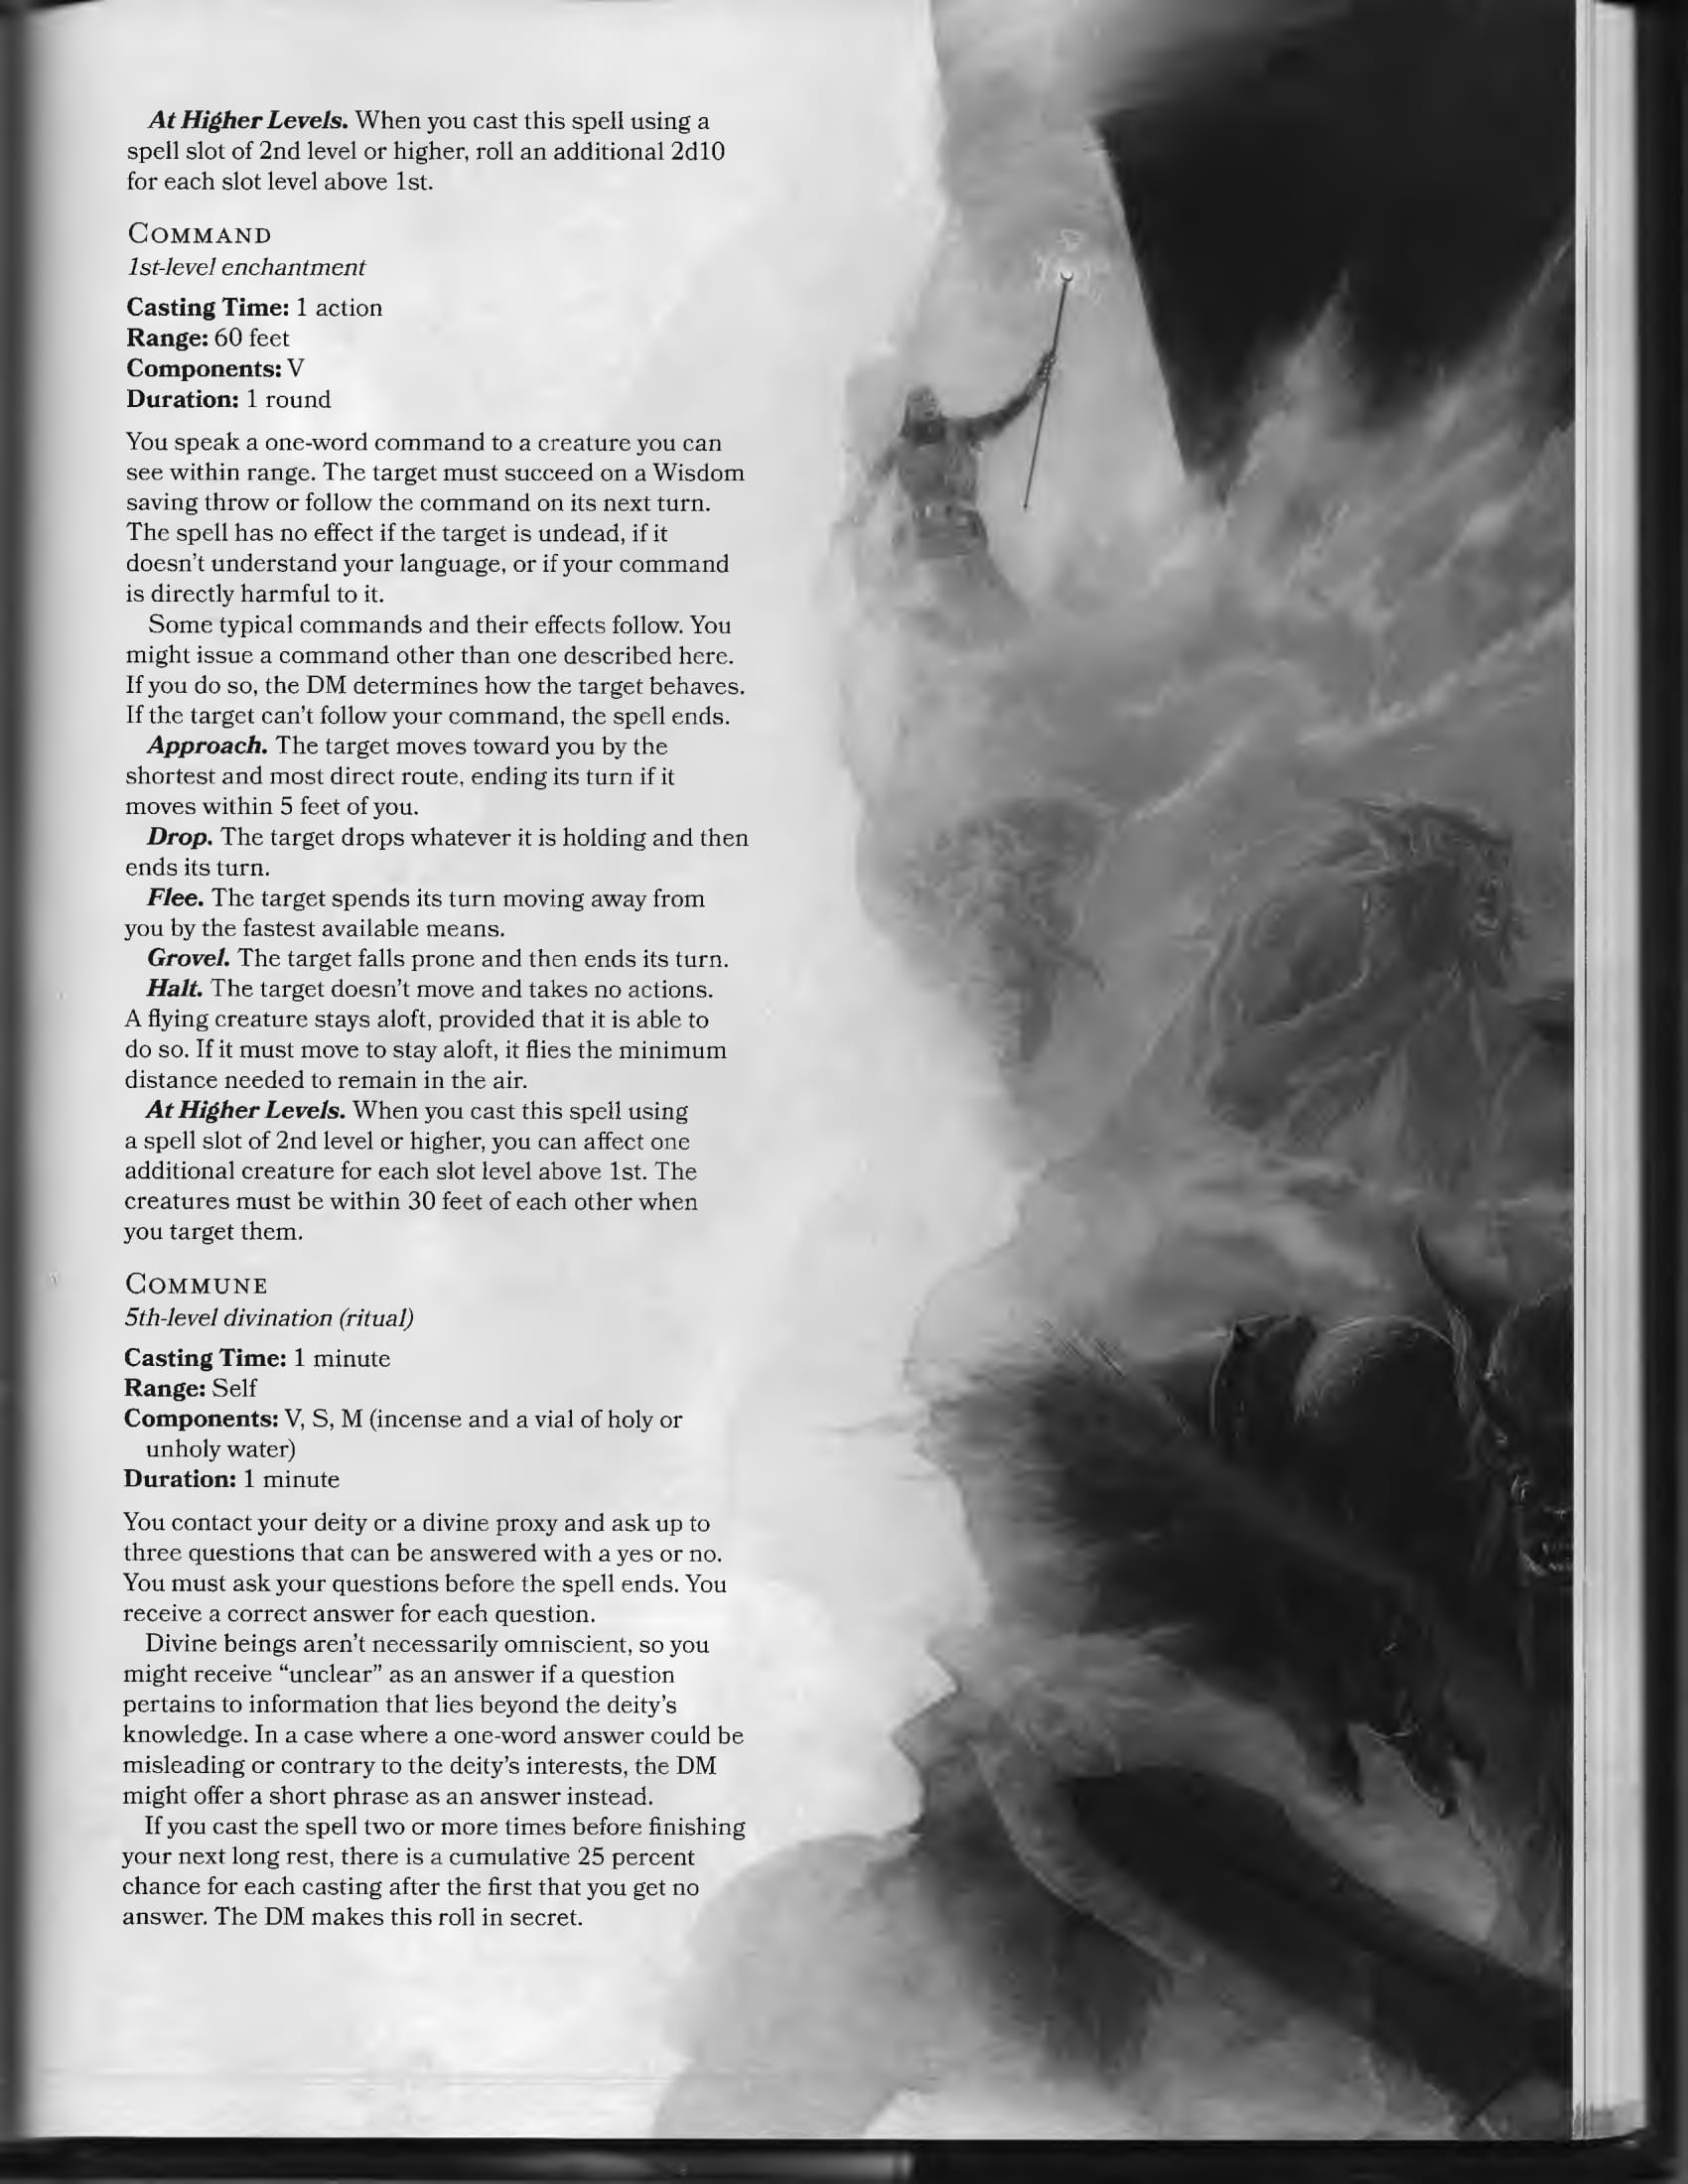 At Higher Levels. When you cast this spell using a
spell slot of 2nd level or higher, roll an additional 2d10
for each slot level above 1st.
COMMAND
1st-level enchantment
Casting Time: 1 action
Range: 60 feet
Components: V
Duration: 1 round
You speak a one-word command to a creature you can
see within range. The target must succeed on a Wisdom
saving throw or follow the command on its next turn.
The spell has no effect if the target is undead, if it
doesn't understand your language, or if your command
is directly harmful to it.
Some typical commands and their effects follow. You
might issue a command other than one described here.
If you do so, the DM determines how the target behaves.
If the target can't follow your command, the spell ends.
Approach. The target moves toward you by the
shortest and most direct route, ending its turn if it
moves within 5 feet of you.
Drop. The target drops whatever it is holding and then
ends its turn.
Flee. The target spends its turn moving away from
you by the fastest available means.
Grovel. The target falls prone and then ends its turn.
Halt. The target doesn't move and takes no actions.
A flying creature stays aloft, provided that it is able to
do so. If it must move to stay aloft, it flies the minimum
distance needed to remain in the air.
At Higher Levels. When you cast this spell using
a spell slot of 2nd level or higher, you can affect one
additional creature for each slot level above 1st. The
creatures must be within 30 feet of each other when
you target them.
COMMUNE
5th-level divination (ritual)
Casting Time: 1 minute
Range: Self
Components: V, S, M (incense and a vial of holy or
unholy water)
Duration: 1 minute
You contact your deity or a divine proxy and ask up to
three questions that can be answered with a yes or no.
You must ask your questions before the spell ends. You
receive a correct answer for each question.
Divine beings aren't necessarily omniscient, so you
might receive “unclear” as an answer if a question
pertains to information that lies beyond the deity's
knowledge. In a case where a one-word answer could be
misleading or contrary to the deity's interests, the DM
might offer a short phrase as an answer instead.
If you cast the spell two or more times before finishing
your next long rest, there is a cumulative 25 percent
chance for each casting after the first that you get no
answer. The DM makes this roll in secret.